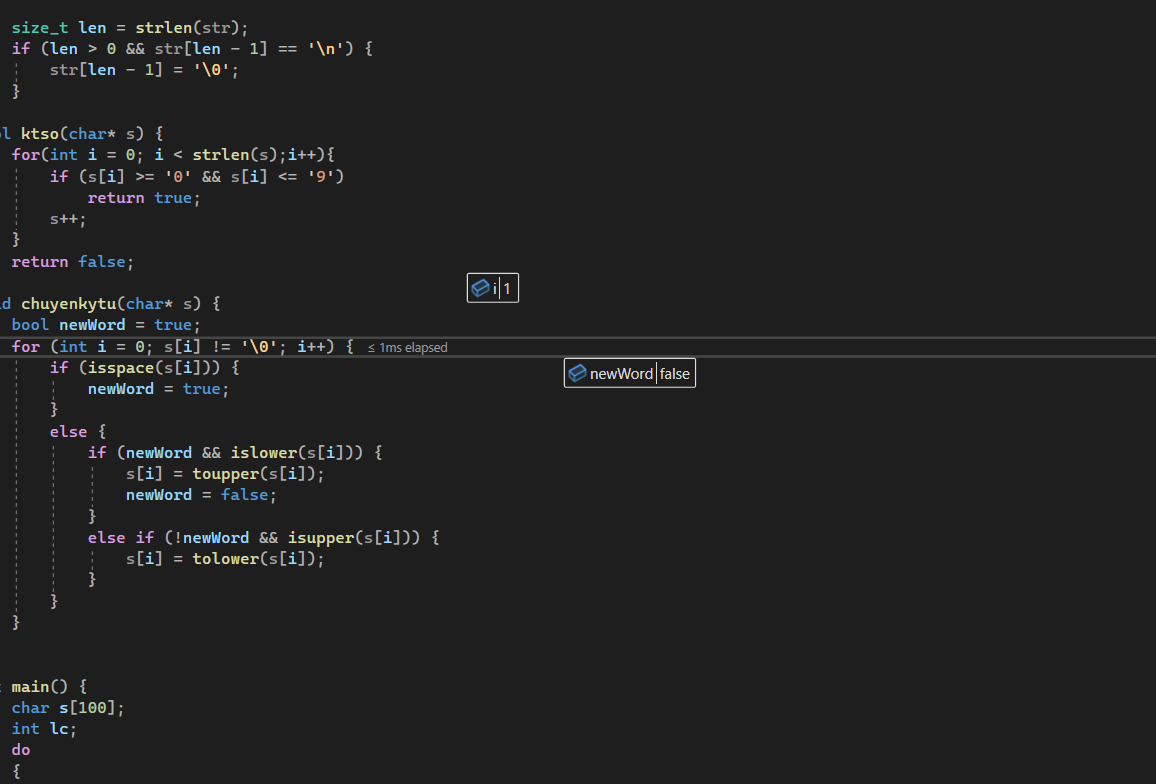 size_t len = strlen(str);
if (len > 0 && str[len - 1] == '\n') {
str[len - 1] = '\0';
}
l ktso(char* s) {
for(int i = 0; i < strlen(s);i++){
if (s[i] >= '0' && s[i] <= '9')
return true;
s++;
}
return false;
i 1
d chuyenkytu(char* s) {
bool newWord = true;
for (int i = 0; s[i] != '\0'; i++) { ≤ 1ms elapsed
if (isspace(s[i])) {
newWord false
newWord = true;
}
else {
if (newWord && islower(s[i])) {
s[i] = toupper(s[i]);
newWord = false;
}
else if (!newWord && isupper(s[i])) {
s[i] = tolower(s[i]);
}
}
}
main() {
char s[100];
int lc;
do
{